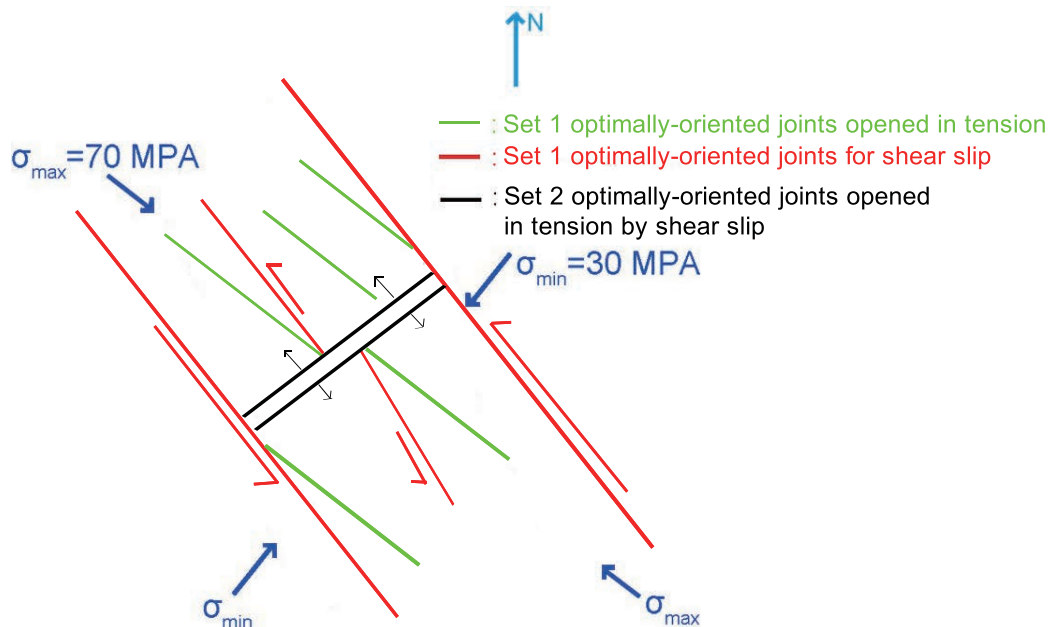 N
: Set 1 optimally-oriented joints opened in tension
σmax=70 MPA
: Set 1 optimally-oriented joints for shear slip
: Set 2 optimally-oriented joints opened
in tension by shear slip
σmin=30 MPA
σmin
σmax